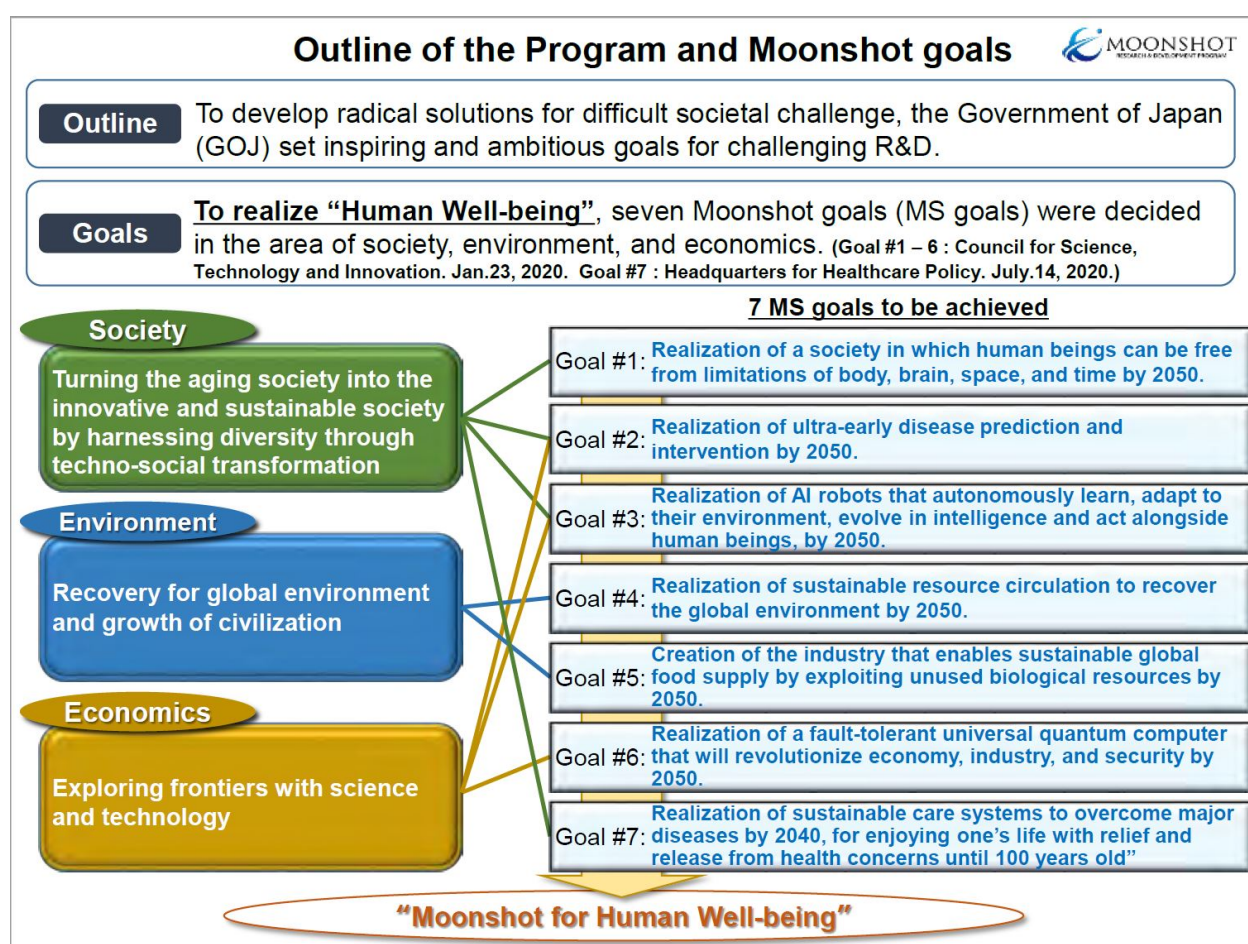 Outline of the Program and Moonshot goals
MOONSHOT
RESEARCH & DEVELOPMENT PROGRAM
Outline
To develop radical solutions for difficult societal challenge, the Government of Japan
(GOJ) set inspiring and ambitious goals for challenging R&D.
Goals
To realize “Human Well-being”, seven Moonshot goals (MS goals) were decided
in the area of society, environment, and economics. (Goal #1 – 6 : Council for Science,
Technology and Innovation. Jan.23, 2020.  Goal #7 : Headquarters for Healthcare Policy. July.14, 2020.)
7 MS goals to be achieved
Society
Turning the aging society into the
innovative and sustainable society
by harnessing diversity through
techno-social transformation
Environment
Recovery for global environment
and growth of civilization
Economics
Exploring frontiers with science
and technology
Goal #1: Realization of a society in which human beings can be free
from limitations of body, brain, space, and time by 2050.
Goal #2: Realization of ultra-early disease prediction and
intervention by 2050.
Realization of AI robots that autonomously learn, adapt to
Goal #3: their environment, evolve in intelligence and act alongside
human beings, by 2050.
Goal #4: Realization of sustainable resource circulation to recover
the global environment by 2050.
Creation of the industry that enables sustainable global
Goal #5: food supply by exploiting unused biological resources by
2050.
Realization of a fault-tolerant universal quantum computer
Goal #6: that will revolutionize economy, industry, and security by
2050.
Realization of sustainable care systems to overcome major
Goal #7: diseases by 2040, for enjoying one’s life with relief and
release from health concerns until 100 years old”
“Moonshot for Human Well-being”